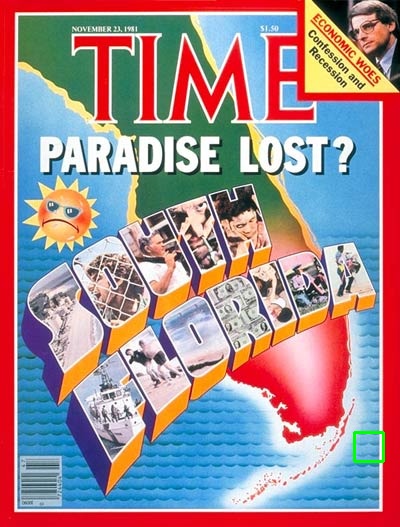 NOVEMBER 23, 1981 $1.50
TIME
ECONOMIC WOES
Confession and
Recession
PARADISE LOST?
SOUTH
FLORIDA